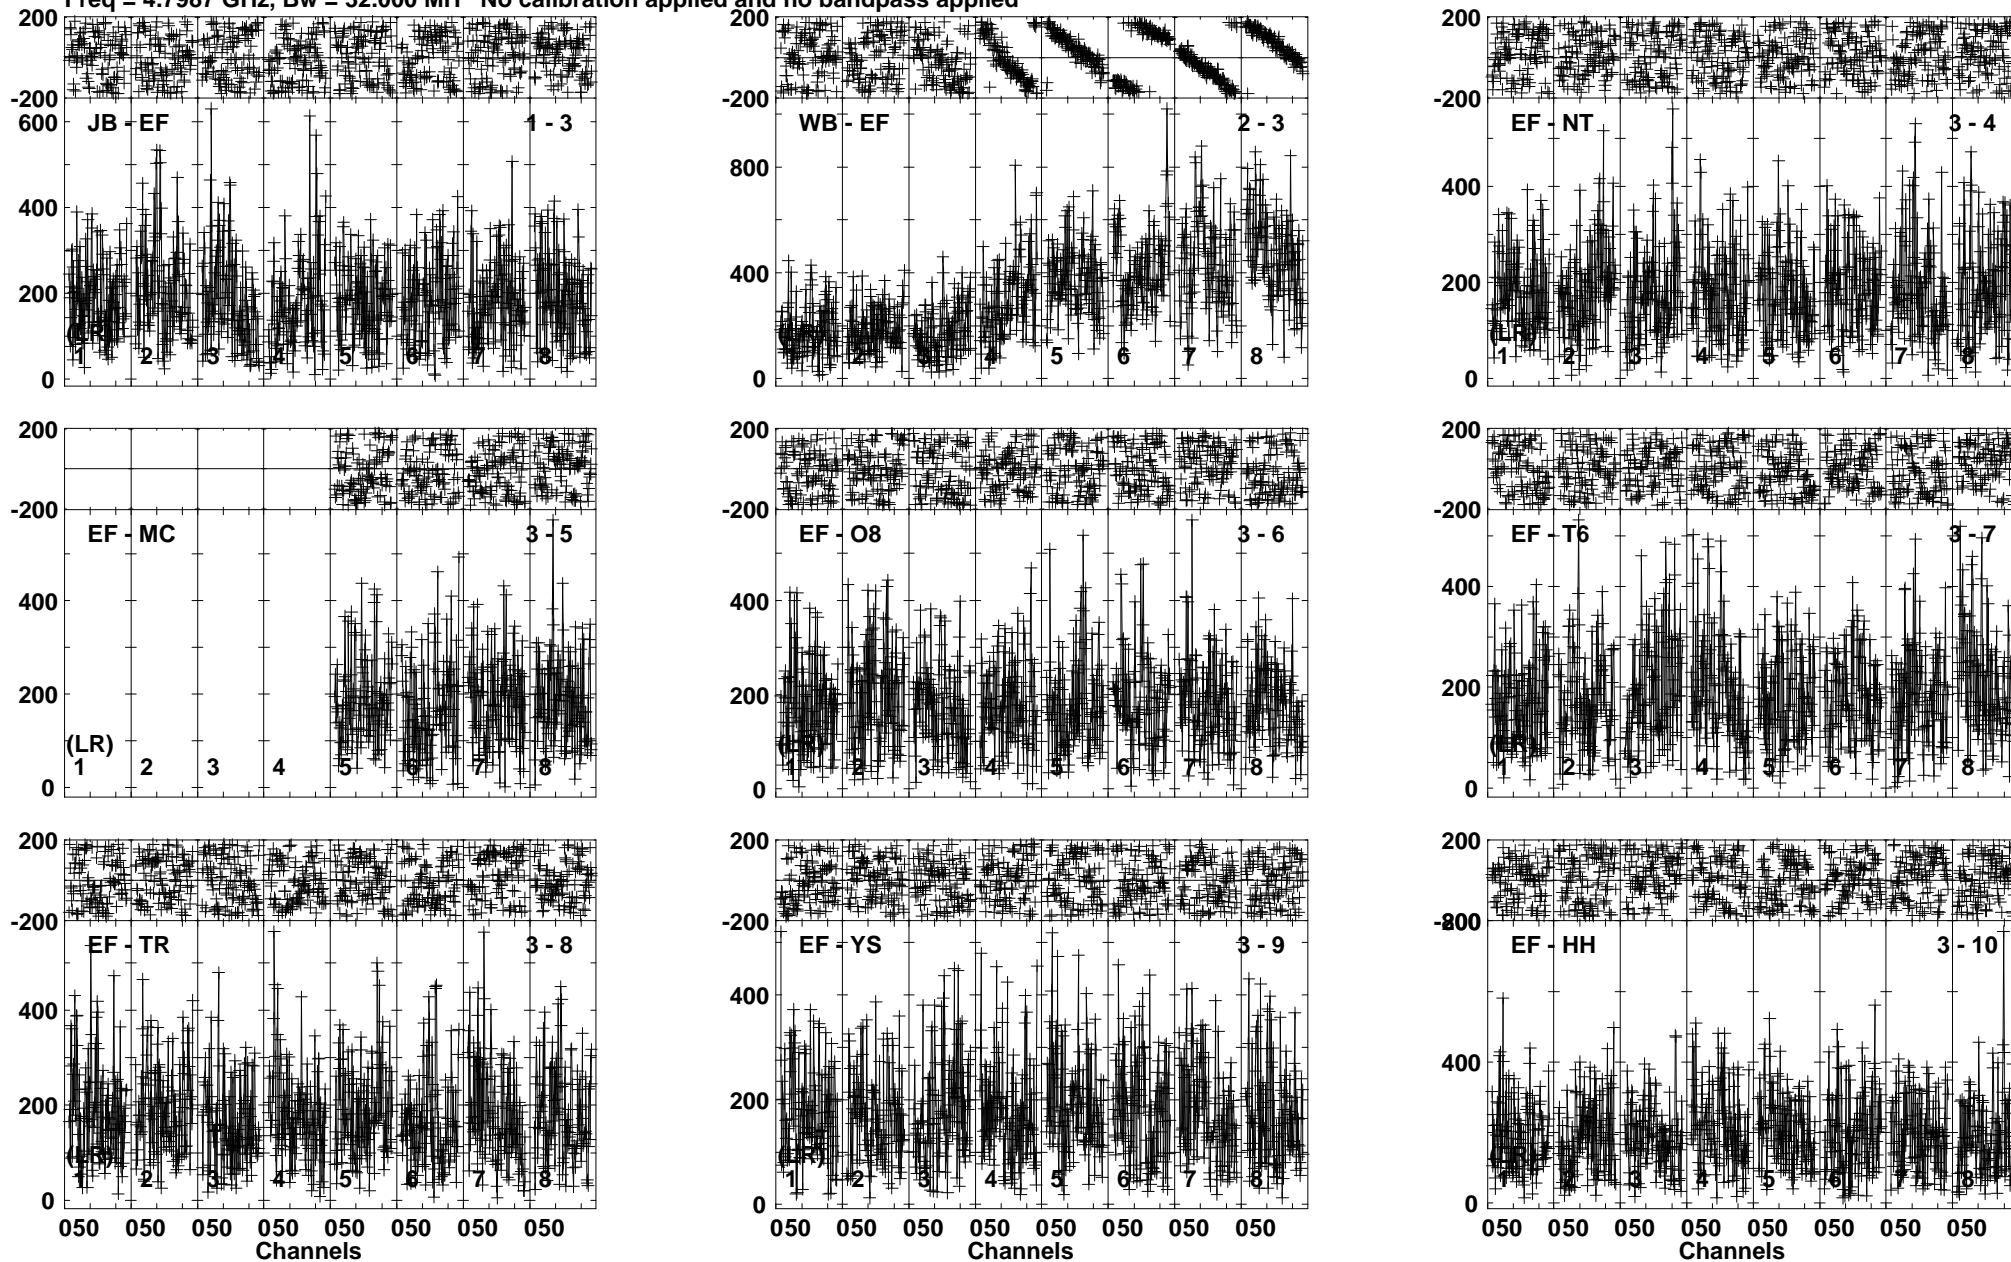 Freq = 4.7987 GHz, Bw = 32.000 MH No calibration applied and no bandpass applied
200 200 200
-200 -200 -200
600
JB - EF 1 - 3 WB - EF 2 - 3 EF - NT 3 - 4
800
400 400 400
200 200
(LR) (LR) (LR)
1 2 3 4 5 6 7 8 1 2 3 4 5 6 7 8 1 2 3 4 5 6 7 8
0 0 0
200 200 200
-200 -200 -200
EF - MC 3 - 5 EF - O8 3 - 6 EF - T6 3 - 7
400 400 400
200 200 200
(LR) (LR) (LR)
1 2 3 4 5 6 7 8 1 2 3 4 5 6 7 8 1 2 3 4 5 6 7 8
0 0 0
200 200 200
-200 -200 -200
800
EF - TR 3 - 8 EF - YS 3 - 9 EF - HH 3 - 10
400 400 400
200 200
(LR) (LR) (LR)
1 2 3 4 5 6 7 8 1 2 3 4 5 6 7 8 1 2 3 4 5 6 7 8
0 0 0
050 050 050 050 050 050 050 050 050 050 050 050 050 050 050 050 050 050 050 050 050 050 050 050
Channels Channels Channels